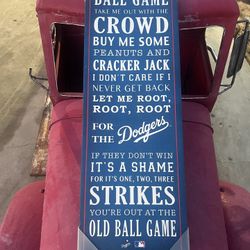 BALL GAME
TAKE ME OUT WITH THE
CROWD
BUY ME SOME
PEANUTS AND
CRACKER JACK
I DON'T CARE IF I
NEVER GET BACK
LET ME ROOT,
ROOT, ROOT
FOR THE Dodgers
IF THEY DON'T WIN
IT'S A SHAME
FOR IT'S ONE, TWO, THREE
STRIKES
YOU'RE OUT AT THE
OLD BALL GAME